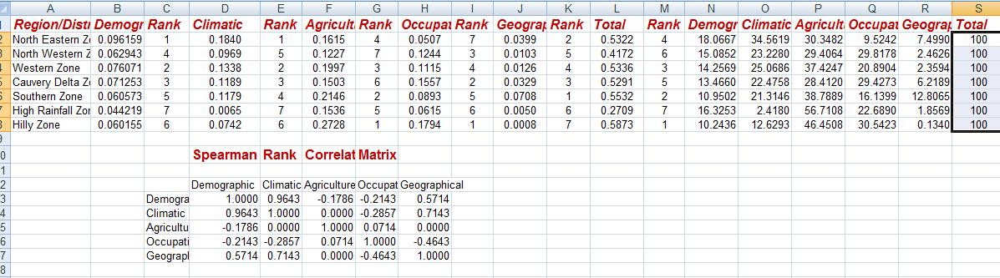 A B C D E F G H I J K L M N O P Q R S
Region/Distr Demogr Rank Climatic Rank Agricult Rank Occupat Rank Geograp Rank Total Rank Demogr Climatic Agricult Occupat Geograp Total
2 North Eastern Z 0.096159 1 0.1840 1 0.1615 4 0.0507 7 0.0399 2 0.5322 4 18.0667 34.5619 30.3482 9.5242 7.4990 100
3 North Western Z 0.062943 4 0.0969 5 0.1227 7 0.1244 3 0.0103 5 0.4172 6 15.0852 23.2280 29.4064 29.8178 2.4626 100
Western Zone 0.076071 2 0.1338 2 0.1997 3 0.1115 4 0.0126 4 0.5336 3 14.2569 25.0686 37.4247 20.8904 2.3594 100
Cauvery Delta Z 0.071253 3 0.1189 3 0.1503 6 0.1557 2 0.0329 3 0.5291 5 13.4660 22.4758 28.4120 29.4273 6.2189 100
Southern Zone 0.060573 5 0.1179 4 0.2146 2 0.0893 5 0.0708 1 0.5532 2 10.9502 21.3146 38.7889 16.1399 12.8065 100
High Rainfall Zor 0.044219 7 0.0065 7 0.1536 5 0.0615 6 0.0050 6 0.2709 7 16.3253 2.4180 56.7108 22.6890 1.8569 100
Hilly Zone 0.060155 6 0.0742 6 0.2728 1 0.1794 1 0.0008 7 0.5873 1 10.2436 12.6293 46.4508 30.5423 0.1340 100
0 Spearman Rank Correlat Matrix
1
2 Demographic Climatic Agriculture Occupat Geographical
3 Demogra 1.0000 0.9643 -0.1786 -0.2143 0.5714
4 Climatic 0.9643 1.0000 0.0000 -0.2857 0.7143
5 Agricultu -0.1786 0.0000 1.0000 0.0714 0.0000
6 Occupati -0.2143 -0.2857 0.0714 1.0000 -0.4643
7 Geograpl 0.5714 0.7143 0.0000 -0.4643 1.0000
8